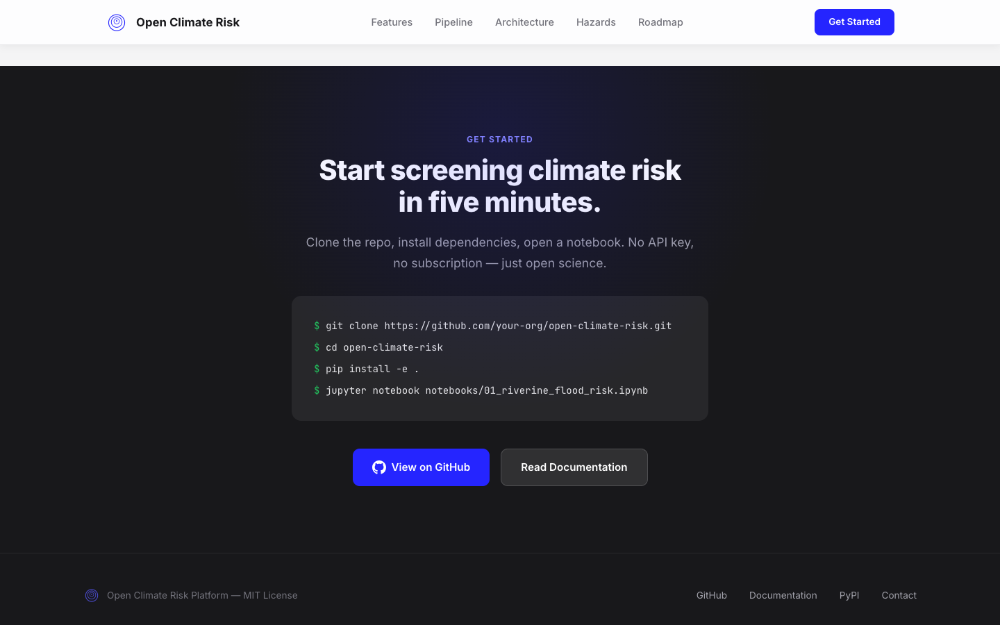 Open Climate Risk
Features
Pipeline
Architecture
Hazards
Roadmap
Get Started
GET STARTED
Start screening climate risk
in five minutes.
Clone the repo, install dependencies, open a notebook. No API key,
no subscription — just open science.
$ git clone https://github.com/your-org/open-climate-risk.git
$ cd open-climate-risk
$ pip install -e .
$ jupyter notebook notebooks/01_riverine_flood_risk.ipynb
View on GitHub
Read Documentation
Open Climate Risk Platform — MIT License
GitHub
Documentation
PyPI
Contact